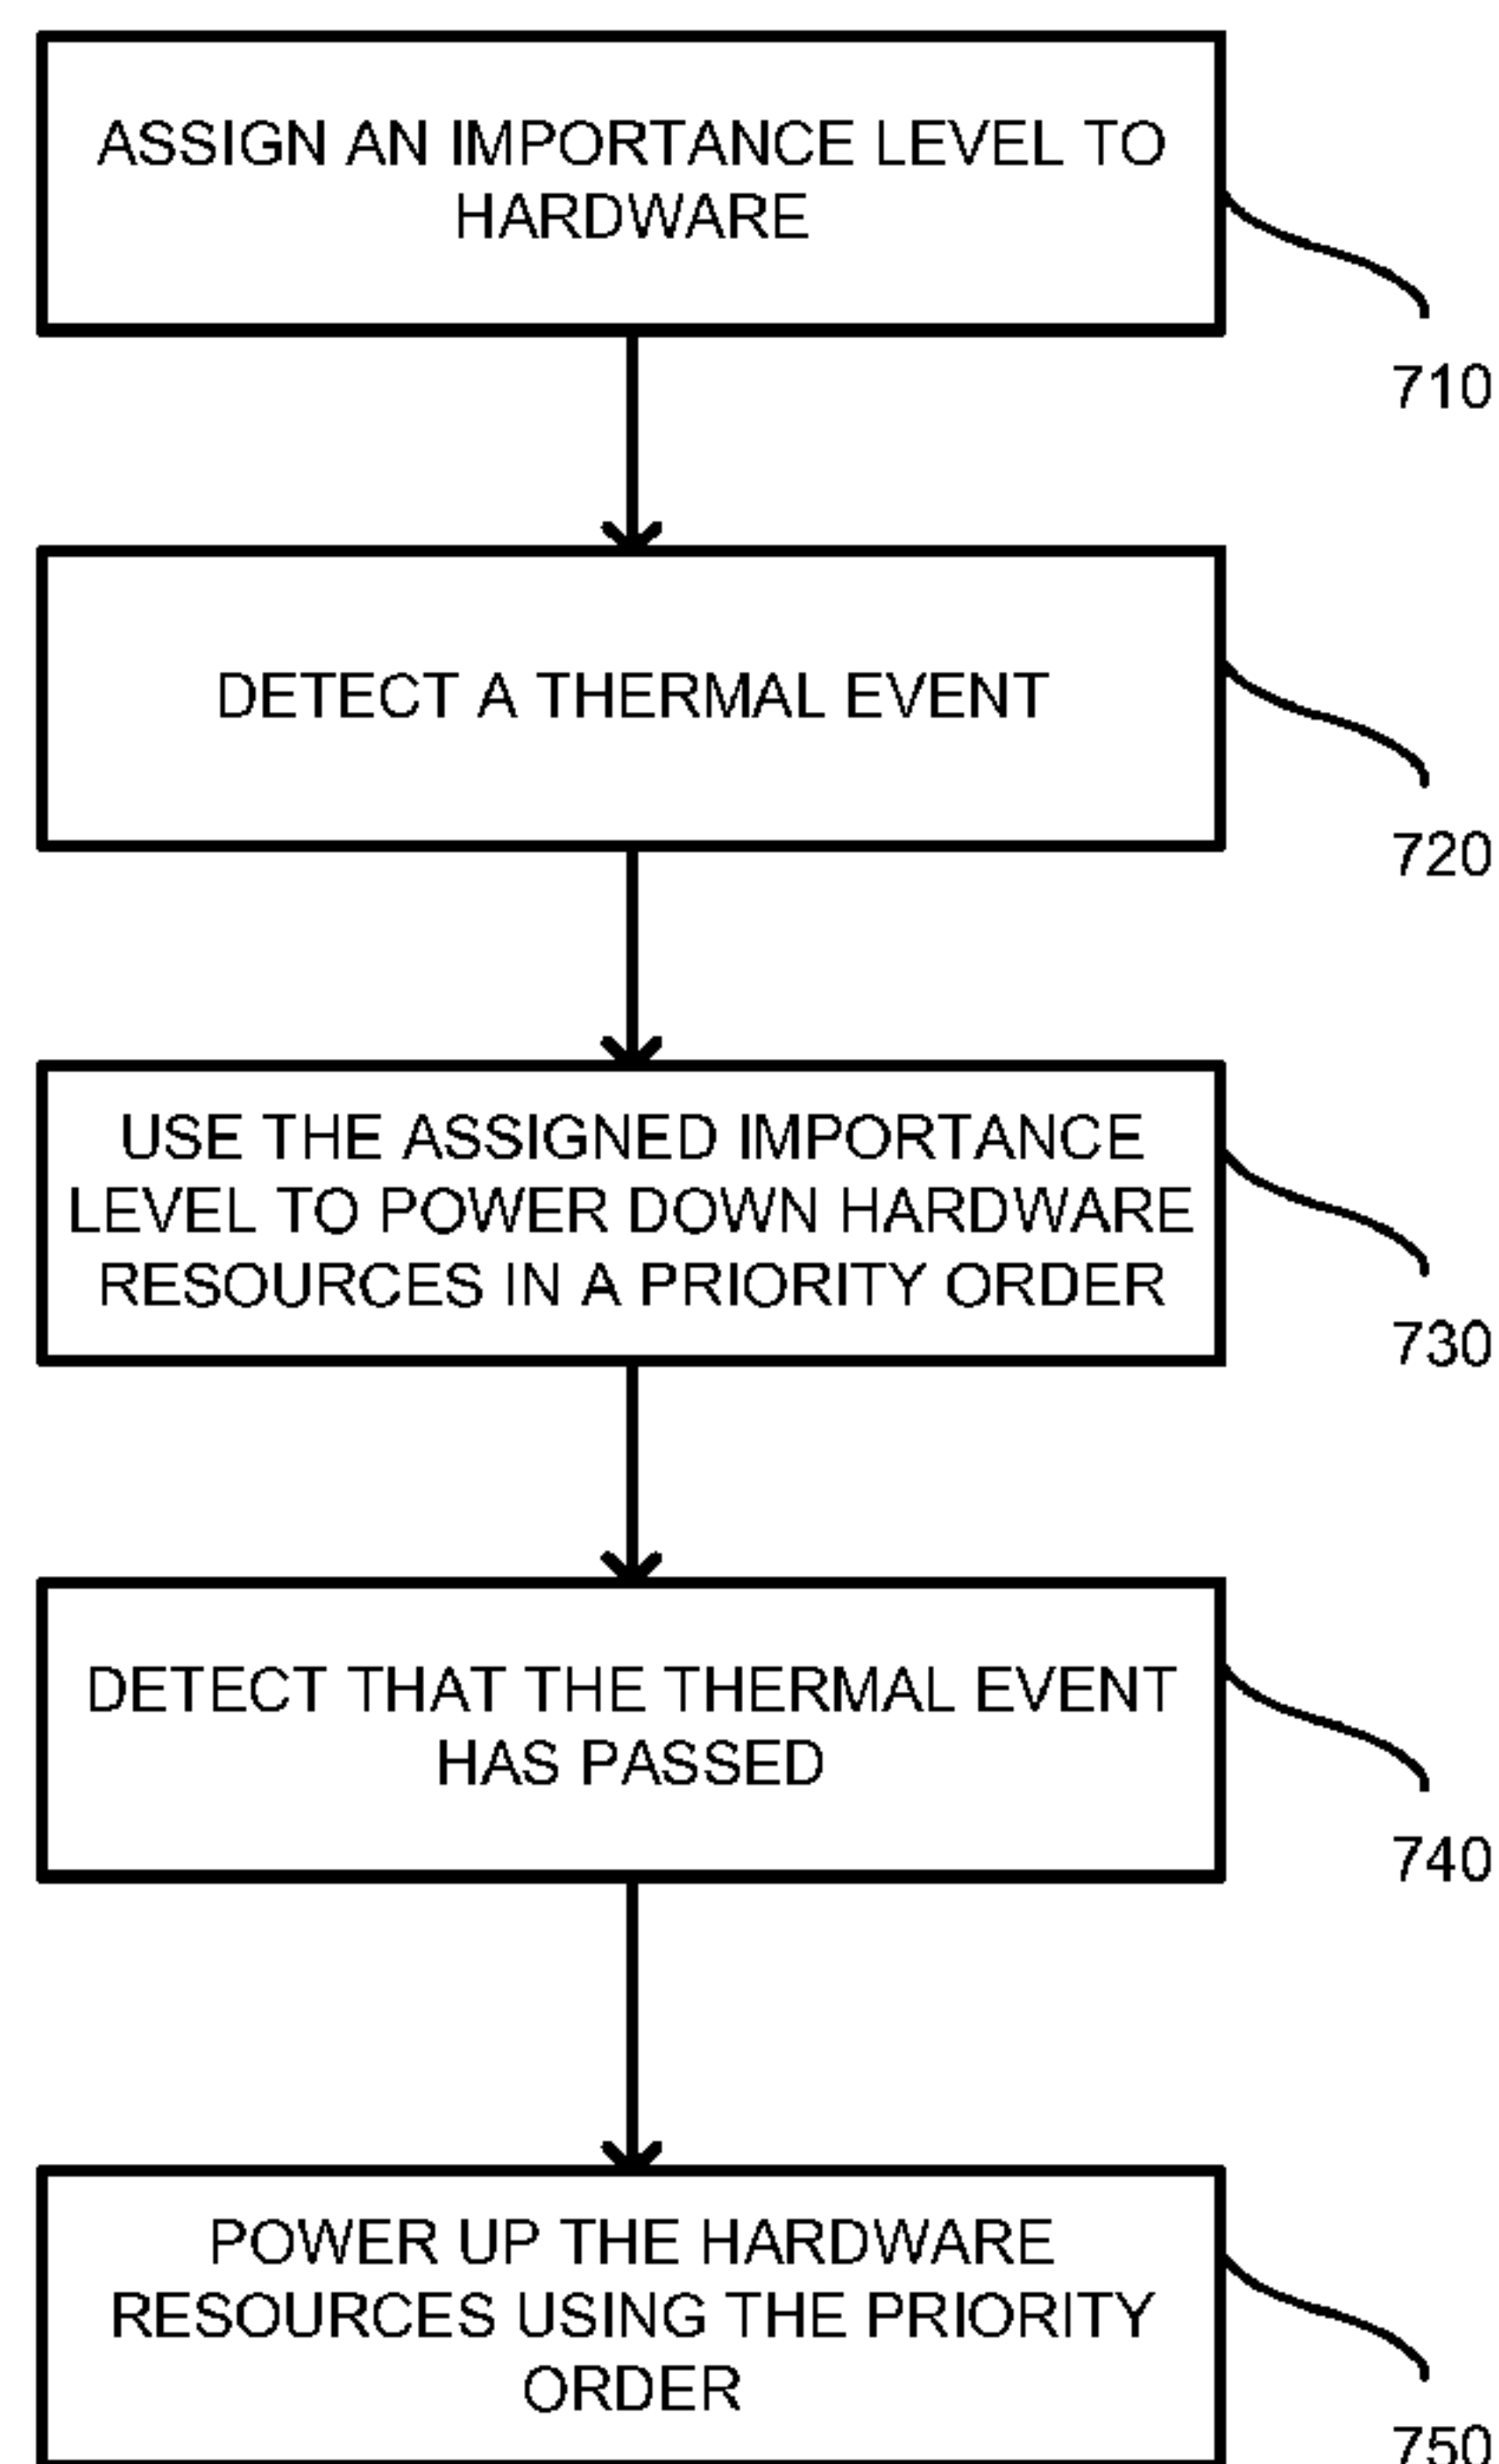 ASSIGN AN IMPORTANCE LEVEL TO
HARDWARE
710
DETECT A THERMAL EVENT
720
USE THE ASSIGNED IMPORTANCE
LEVEL TO POWER DOWN HARDWARE
RESOURCES IN A PRIORITY ORDER
730
DETECT THAT THE THERMAL EVENT
HAS PASSED
740
POWER UP THE HARDWARE
RESOURCES USING THE PRIORITY
ORDER
750